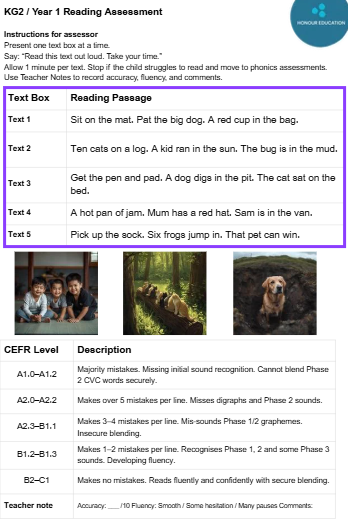 KG2 / Year 1 Reading Assessment
HONOUR EDUCATION
Instructions for assessor
Present one text box at a time.
Say: "Read this text out loud. Take your time."
Allow 1 minute per text. Stop if the child struggles to read and move to phonics assessments.
Use Teacher Notes to record accuracy, fluency, and comments.
Text Box Reading Passage
Text 1 Sit on the mat. Pat the big dog. A red cup in the bag.
Text 2 Ten cats on a log. A kid ran in the sun. The bug is in the mud.
Text 3 Get the pen and pad. A dog digs in the pit. The cat sat on the
bed.
Text 4 A hot pan of jam. Mum has a red hat. Sam is in the van.
Text 5 Pick up the sock. Six frogs jump in. That pet can win.
CEFR Level Description
A1.0–A1.2 Majority mistakes. Missing initial sound recognition. Cannot blend Phase
2 CVC words securely.
A2.0–A2.2 Makes over 5 mistakes per line. Misses digraphs and Phase 2 sounds.
A2.3–B1.1 Makes 3–4 mistakes per line. Mis-sounds Phase 1/2 graphemes.
Insecure blending.
B1.2–B1.3 Makes 1–2 mistakes per line. Recognises Phase 1, 2 and some Phase 3
sounds. Developing fluency.
B2–C1 Makes no mistakes. Reads fluently and confidently with secure blending.
Teacher note Accuracy: ___/10 Fluency: Smooth / Some hesitation / Many pauses Comments: